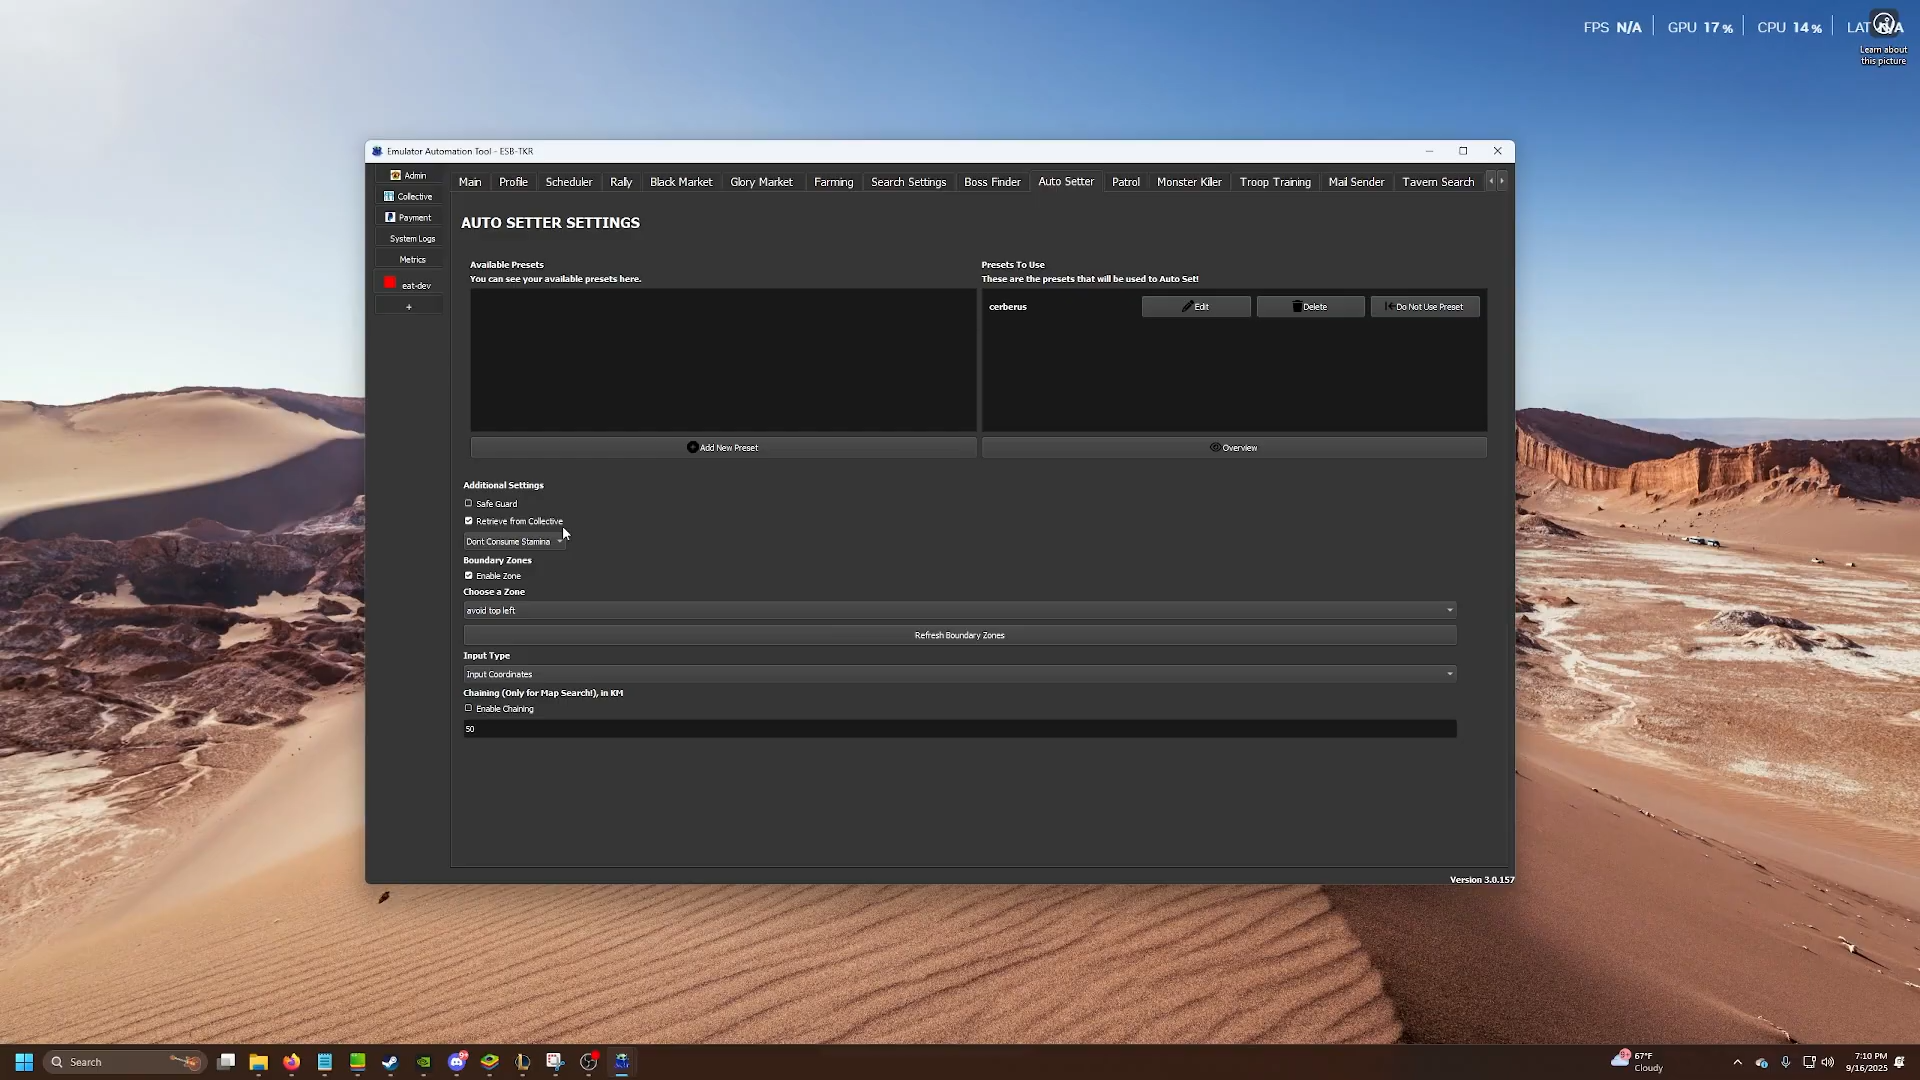 FPS N/A GPU 17 % CPU 14 % LAT N/A
Learn about
this picture
Emulator Automation Tool - ESB-TKR
Admin
Collective
Payment
System Logs
Metrics
eat-dev
+
Main Profile Scheduler Rally Black Market Glory Market Farming Search Settings Boss Finder Auto Setter Patrol Monster Killer Troop Training Mail Sender Tavern Search
AUTO SETTER SETTINGS
Available Presets
You can see your available presets here.
Presets To Use
These are the presets that will be used to Auto Set!
cerberus Edit Delete Do Not Use Preset
Add New Preset
Overview
Additional Settings
Safe Guard
Retrieve from Collective
Dont Consume Stamina
Boundary Zones
Enable Zone
Choose a Zone
avoid top left
Refresh Boundary Zones
Input Type
Input Coordinates
Chaining (Only for Map Search!), in KM
Enable Chaining
50
Version 3.0.157
Search
67°F
Cloudy
7:10 PM
9/16/2025